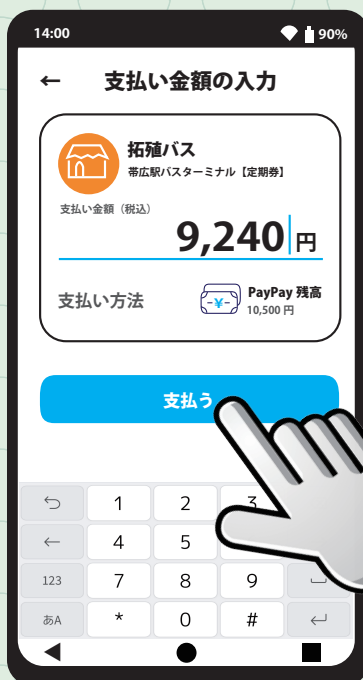 14:00
90%
← 支払い金額の入力
拓殖バス
帯広駅バスターミナル【定期券】
支払い金額（税込）
9,240 円
支払い方法
-¥-
PayPay 残高
10,500 円
支払う
1 2 3
← 4 5
123 7 8 9
あA * 0 #